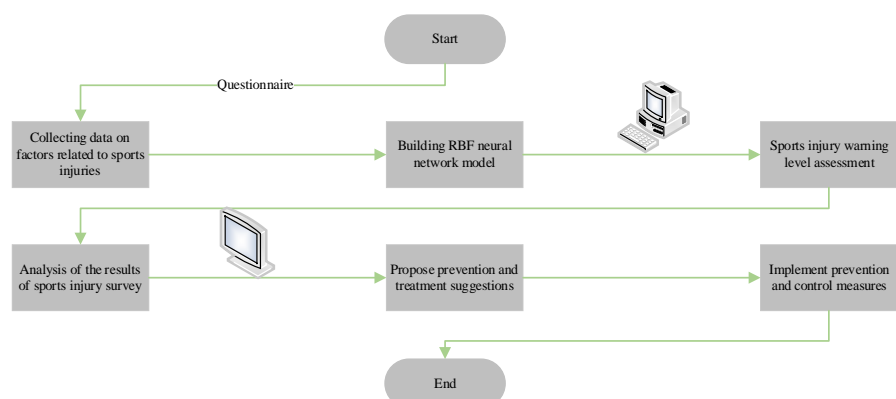 Start
Questionnaire
Collecting data on
factors related to sports
injuries
Building RBF neural
network model
Sports injury warning
level assessment
Analysis of the results
of sports injury survey
Propose prevention and
treatment suggestions
Implement prevention
and control measures
End